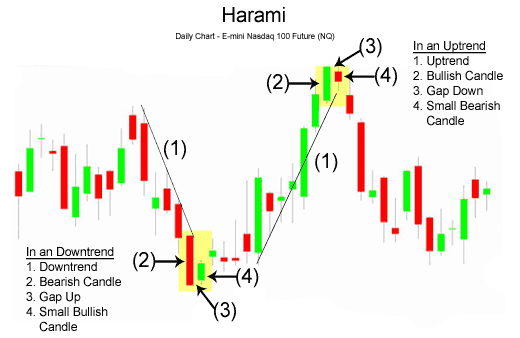 Harami
Daily Chart - E-mini Nasdaq 100 Future (NQ)
(3)
(2)
(4)
In an Uptrend
1. Uptrend
2. Bullish Candle
3. Gap Down
4. Small Bearish
Candle
(1)
(1)
In an Downtrend
1. Downtrend
2. Bearish Candle
3. Gap Up
4. Small Bullish
Candle
(2)
(4)
(3)